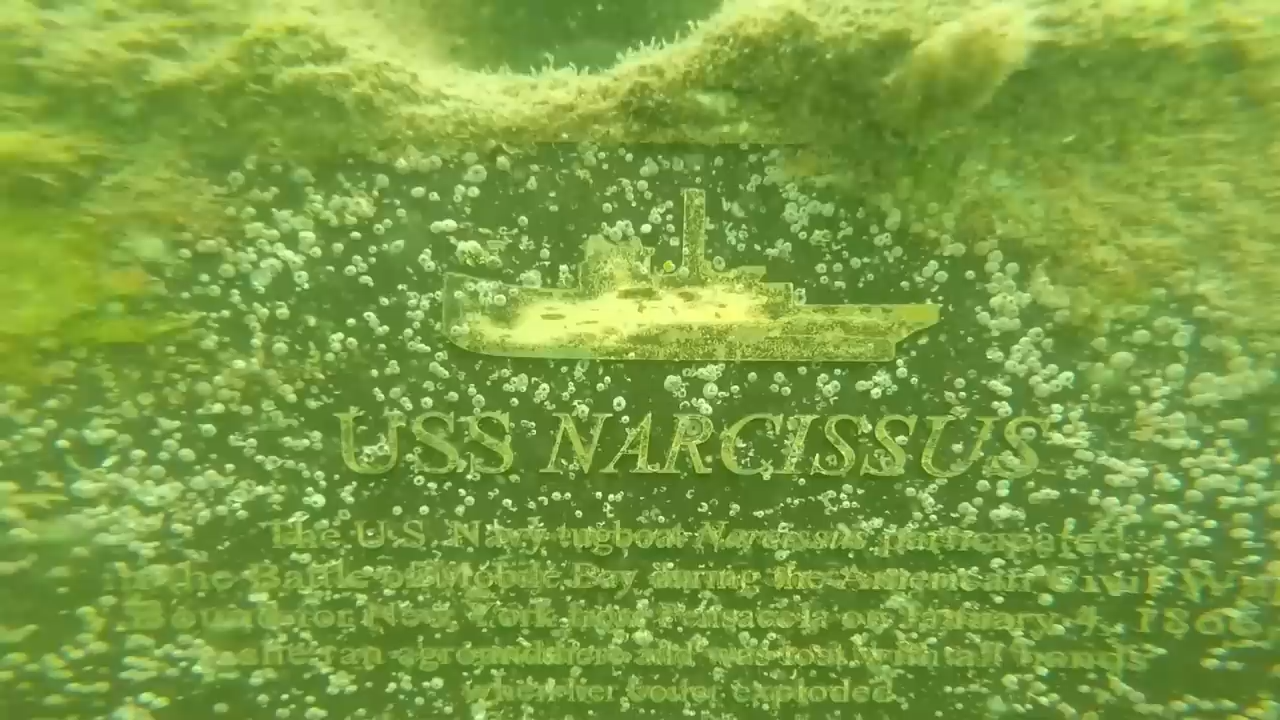 USS NARCISSUS
The U.S. Navy tugboat Narcissus participated
in the Battle of Mobile Bay during the American Civil War.
Bound for New York from Pensacola on January 4, 1866,
she ran aground here and was lost with all hands
when her boiler exploded.